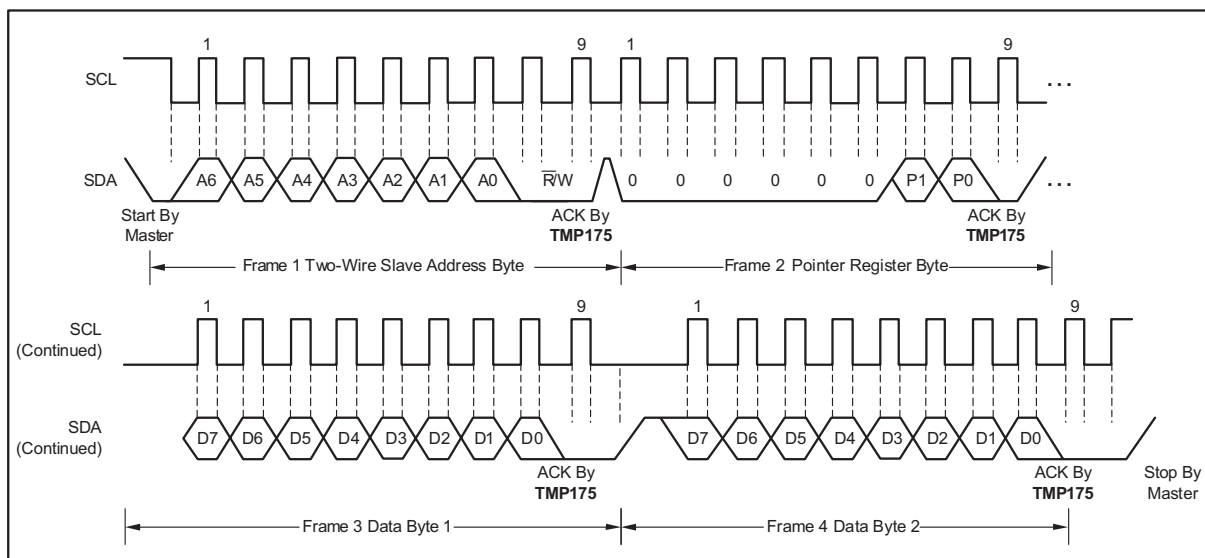 1 9 1 9
SCL ...
SDA A6 A5 A4 A3 A2 A1 A0 R̅/W 0 0 0 0 0 0 P1 P0 ...
Start By Master
ACK By TMP175
ACK By TMP175
Frame 1 Two-Wire Slave Address Byte
Frame 2 Pointer Register Byte
1 9 1 9
SCL (Continued)
SDA (Continued) D7 D6 D5 D4 D3 D2 D1 D0 D7 D6 D5 D4 D3 D2 D1 D0
ACK By TMP175
ACK By TMP175
Stop By Master
Frame 3 Data Byte 1
Frame 4 Data Byte 2